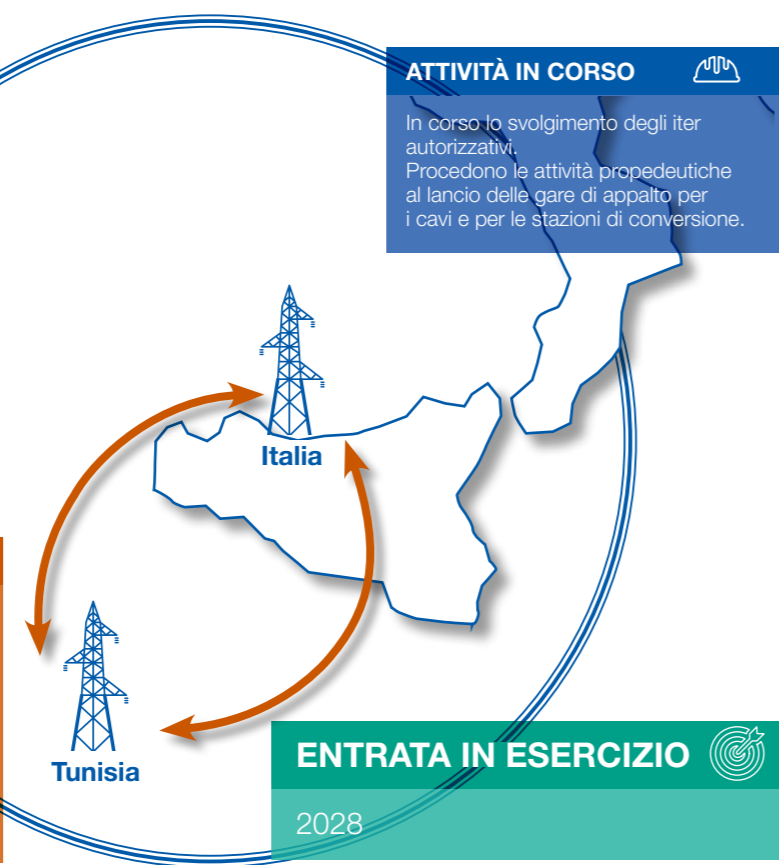 ATTIVITÀ IN CORSO
In corso lo svolgimento degli iter
autorizzativi.
Procedono le attività propedeutiche
al lancio delle gare di appalto per
i cavi e per le stazioni di conversione.
Italia
Tunisia
ENTRATA IN ESERCIZIO
2028